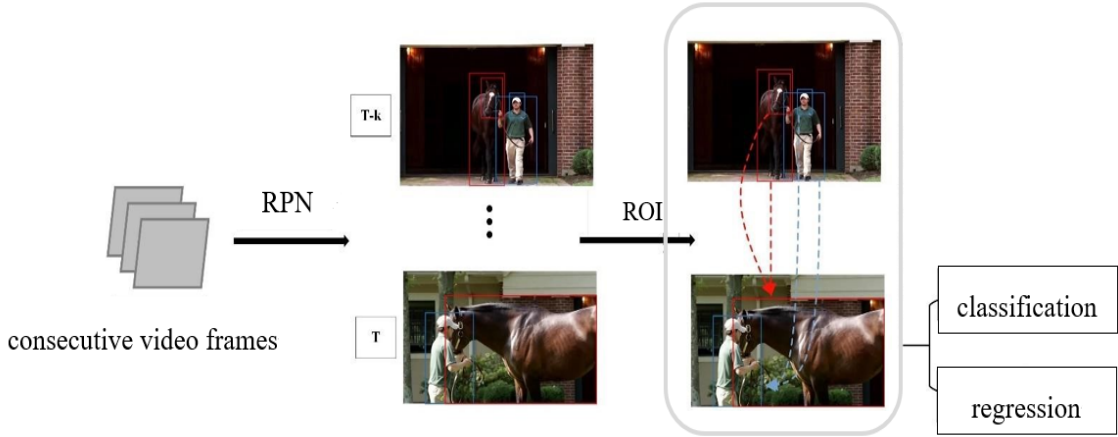 consecutive video frames
RPN
T-k
T
ROI
classification
regression